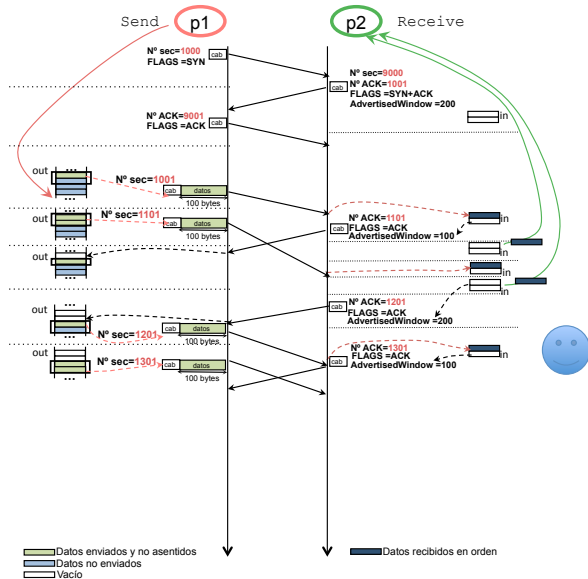 Send p1 p2 Receive
Nº sec=1000
FLAGS =SYN
cab
Nº sec=9000
Nº ACK=1001
FLAGS =SYN+ACK
AdvertisedWindow =200
cab
in
Nº ACK=9001
FLAGS =ACK
cab
out
...
...
Nº sec=1001
cab datos
100 bytes
out
...
Nº sec=1101
cab datos
100 bytes
Nº ACK=1101
FLAGS =ACK
AdvertisedWindow =100
cab
in
out
...
in
in
in
out
...
Nº sec=1201
cab datos
100 bytes
Nº ACK=1201
FLAGS =ACK
AdvertisedWindow =200
cab
out
...
Nº sec=1301
cab datos
100 bytes
Nº ACK=1301
FLAGS =ACK
AdvertisedWindow =100
cab
in
Datos enviados y no asentidos
Datos no enviados
Vacío
Datos recibidos en orden